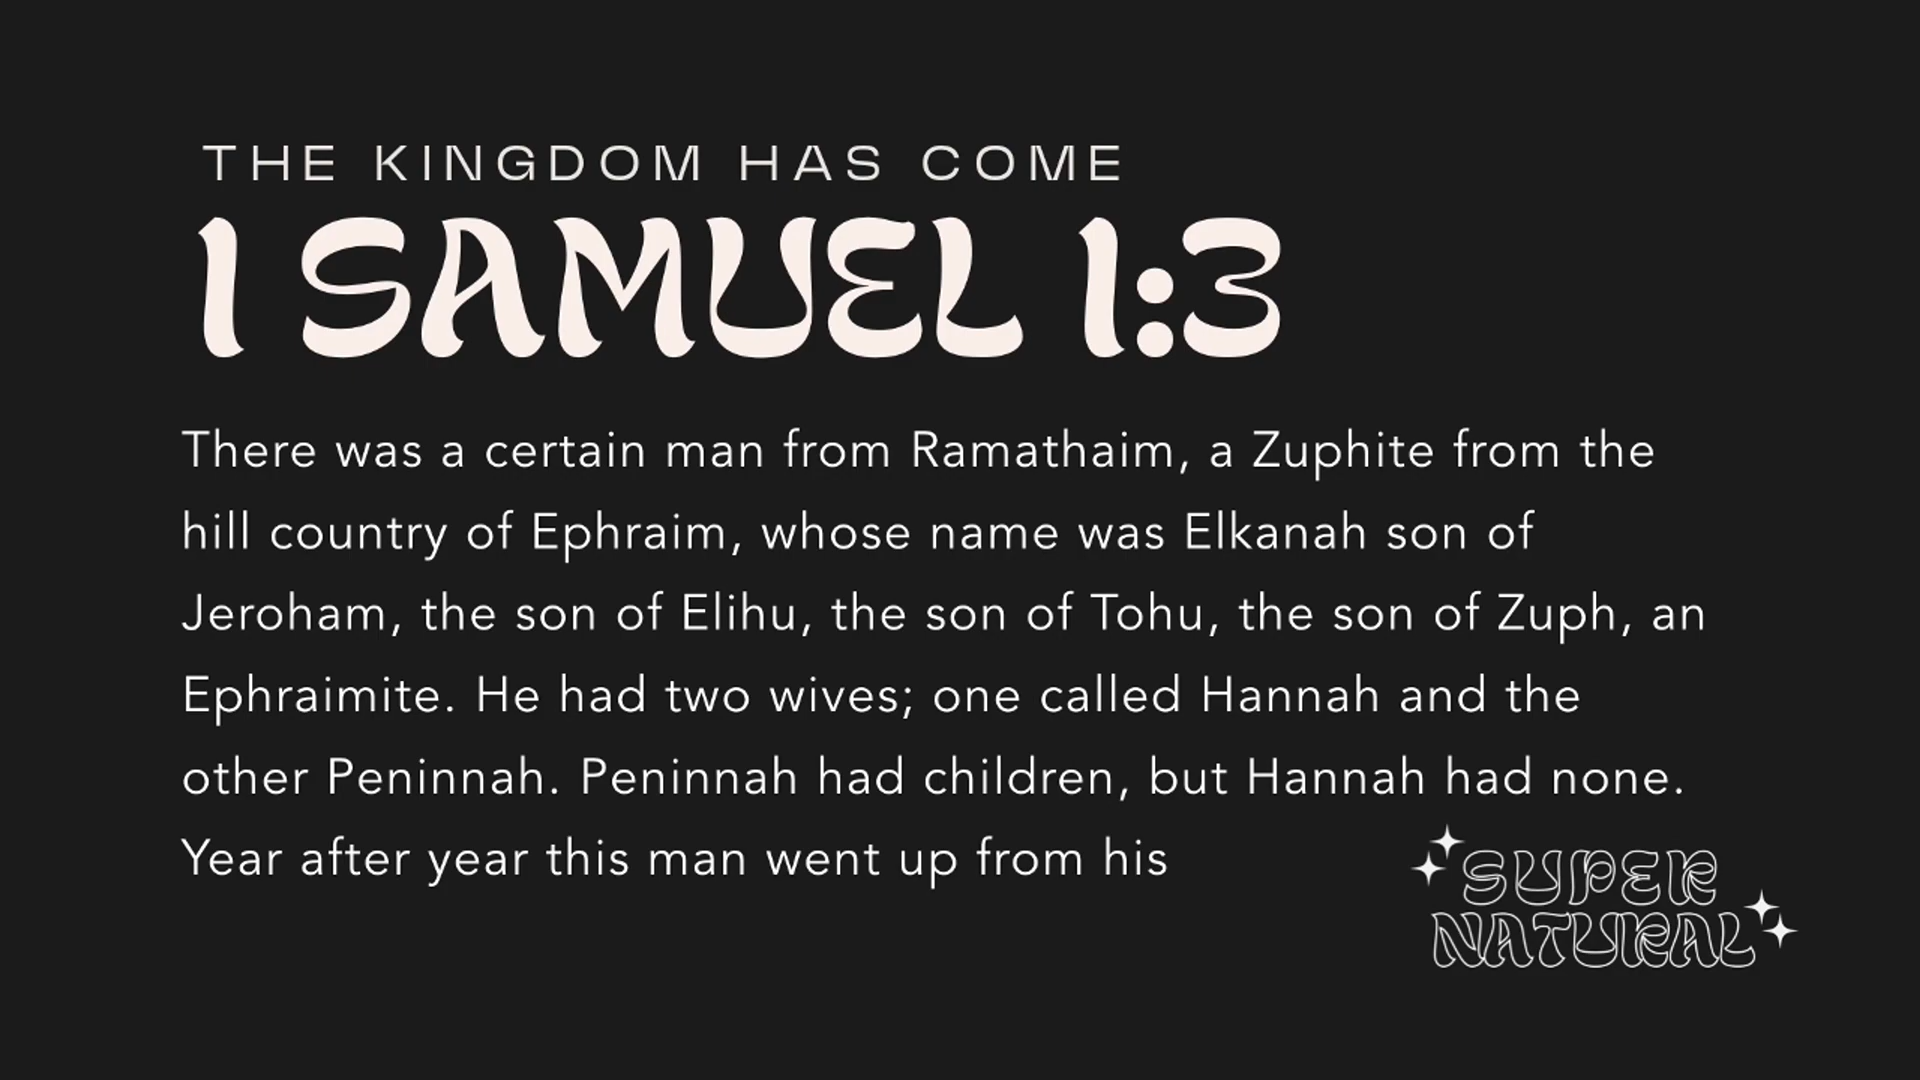 THE KINGDOM HAS COME
1 SAMUEL 1:3
There was a certain man from Ramathaim, a Zuphite from the
hill country of Ephraim, whose name was Elkanah son of
Jeroham, the son of Elihu, the son of Tohu, the son of Zuph, an
Ephraimite. He had two wives; one called Hannah and the
other Peninnah. Peninnah had children, but Hannah had none.
Year after year this man went up from his
SUPER
NATURAL